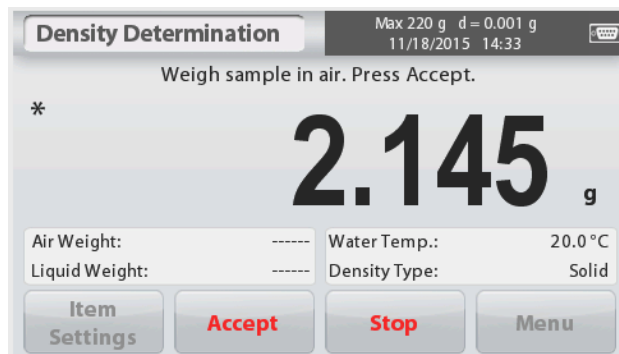 Density Determination
Max 220 g d = 0.001 g
11/18/2015 14:33
Weigh sample in air. Press Accept.
*
2.145 g
Air Weight: ------
Water Temp.: 20.0 °C
Liquid Weight: ------
Density Type: Solid
Item
Settings
Accept
Stop
Menu